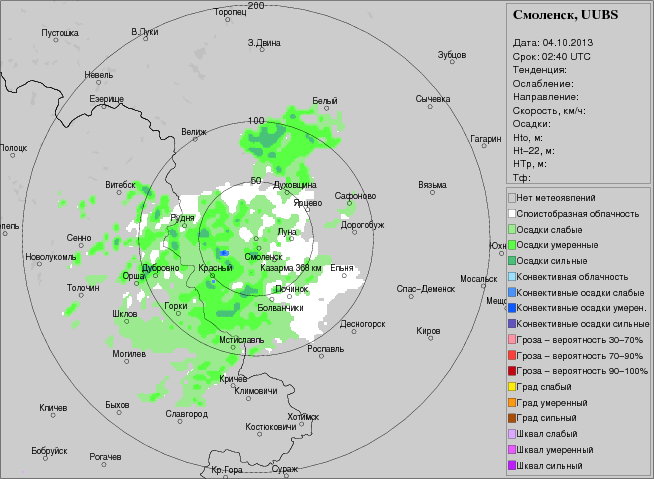 200
Торопец
Смоленск, UUBS
Пустошка
В.Луки
З.Двина
Дата: 04.10.2013
Срок: 02:40 UTC
Зубцов
Тенденция:
Невель
Ослабление:
Езерище
Белый
Сычевка
Направление:
Скорость, км/ч:
100
Осадки:
Велиж
Гагарин
Hto, м:
Полоцк
Ht-22, м:
HTp, м:
50
Тф:
Витебск
Духовщина
Вязьма
Сафоново
Ярцево
Рудня
Дорогобуж
Сенно
Луна
Новолукомль
Смоленск
Дубровно
Красный
Казарма 366 км
Ельня
Орша
Толочин
Починок
Спас-Деменск
Мосальск
Горки
Болваничи
Шклов
Десногорск
Киров
Мстиславль
Могилев
Рославль
Кричев
Климовичи
Кличев
Быхов
Славгород
Хотимск
Костюковичи
Бобруйск
Рогачев
Кр.Гора
Сураж
Нет метеоявлений
Слоистобразная облачность
Осадки слабые
Осадки умеренные
Осадки сильные
Конвективная облачность
Конвективные осадки слабые
Конвективные осадки умерен.
Конвективные осадки сильные
Гроза - вероятность 30-70%
Гроза - вероятность 70-90%
Гроза - вероятность 90-100%
Град слабый
Град умеренный
Град сильный
Шквал слабый
Шквал умеренный
Шквал сильный